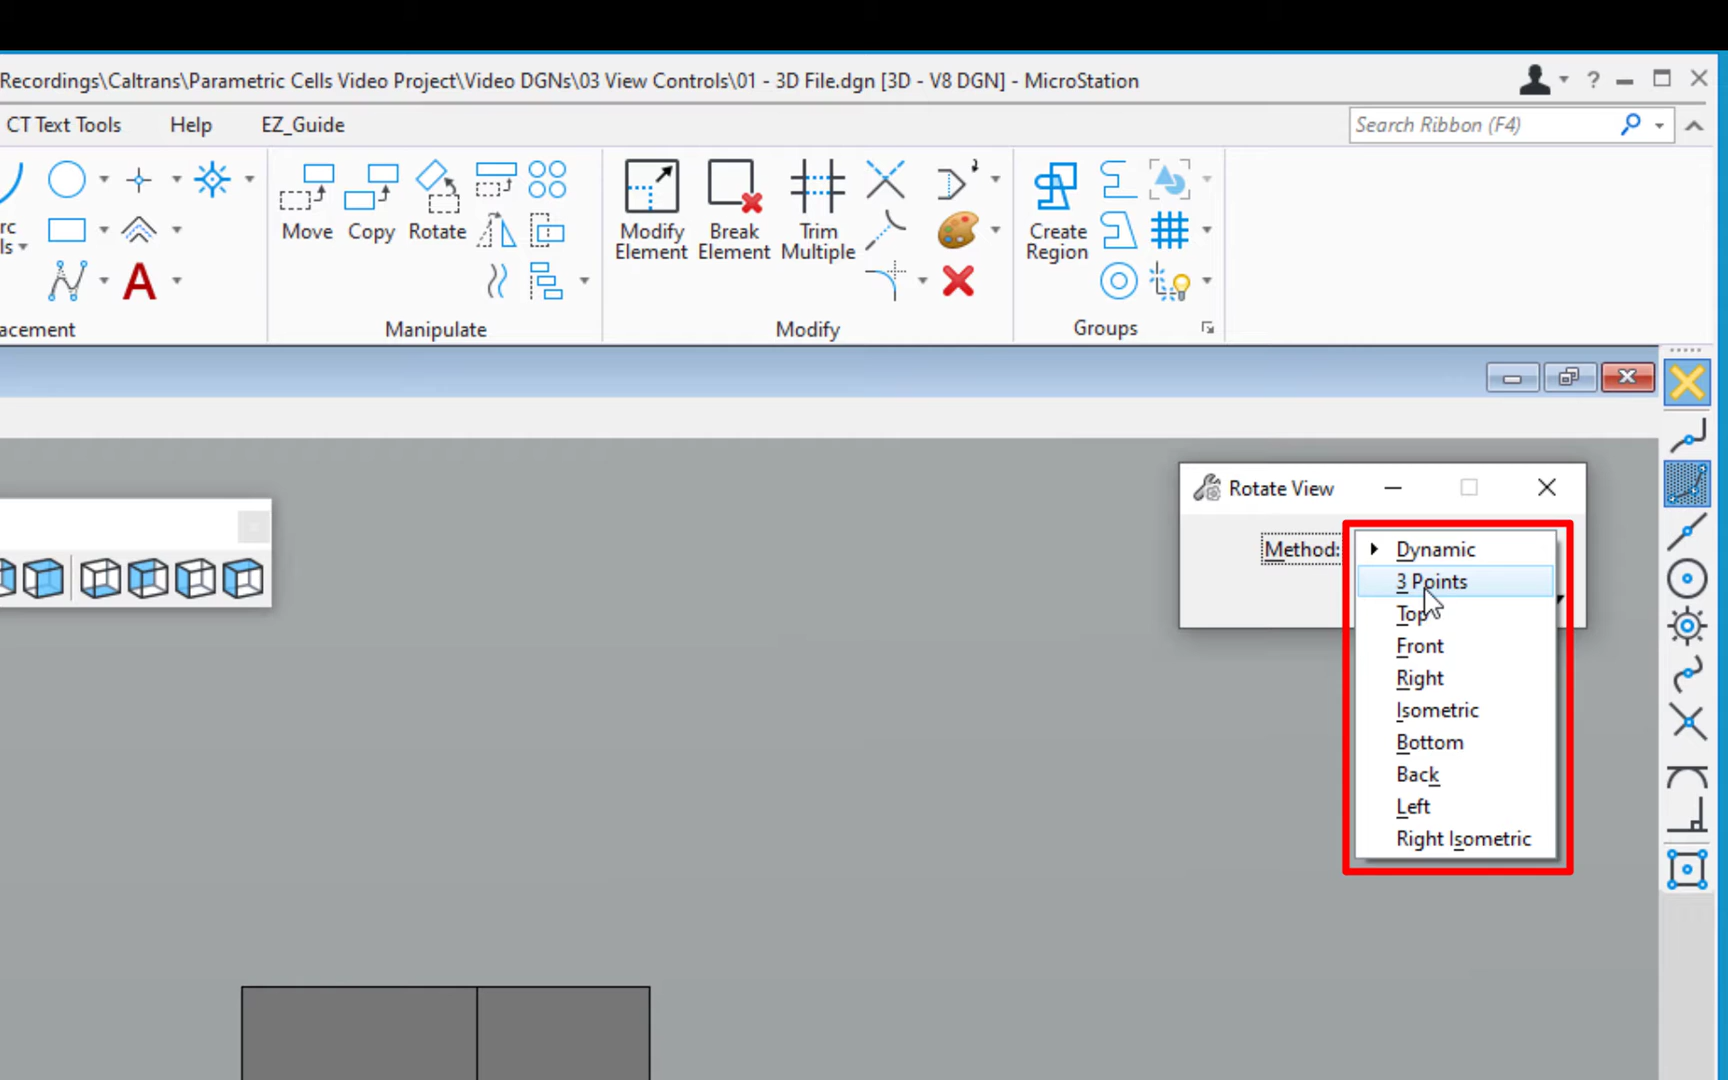 Recordings\Caltrans\Parametric Cells Video Project\Video DGNs\03 View Controls\01 - 3D File.dgn [3D - V8 DGN] - MicroStation
CT Text Tools Help EZ_Guide Search Ribbon (F4)
rc
ls
Move Copy Rotate
Modify Element
Break Element
Trim Multiple
Create Region
acement Manipulate Modify Groups
Rotate View
Method:
Dynamic
3 Points
Top
Front
Right
Isometric
Bottom
Back
Left
Right Isometric